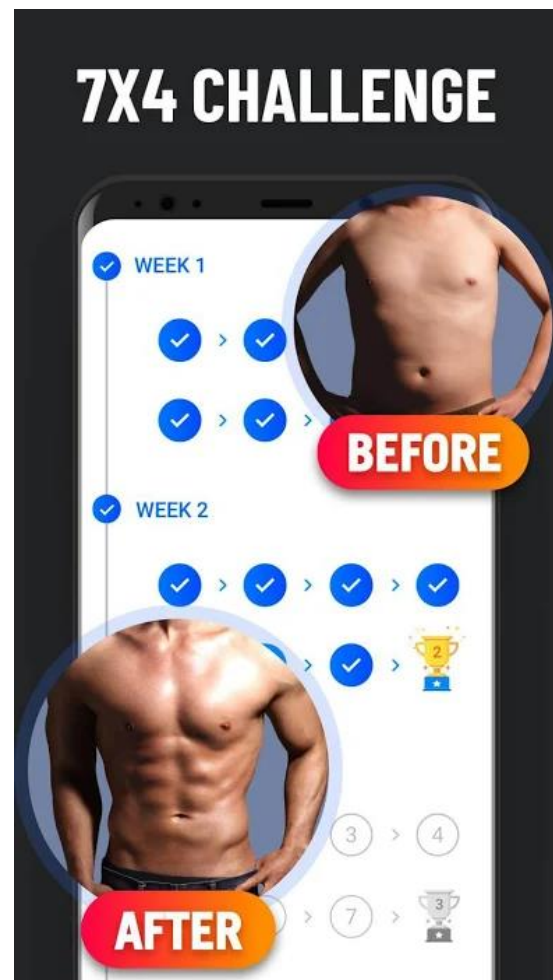 7X4 CHALLENGE
WEEK 1
BEFORE
WEEK 2
2
3
4
7
3
AFTER